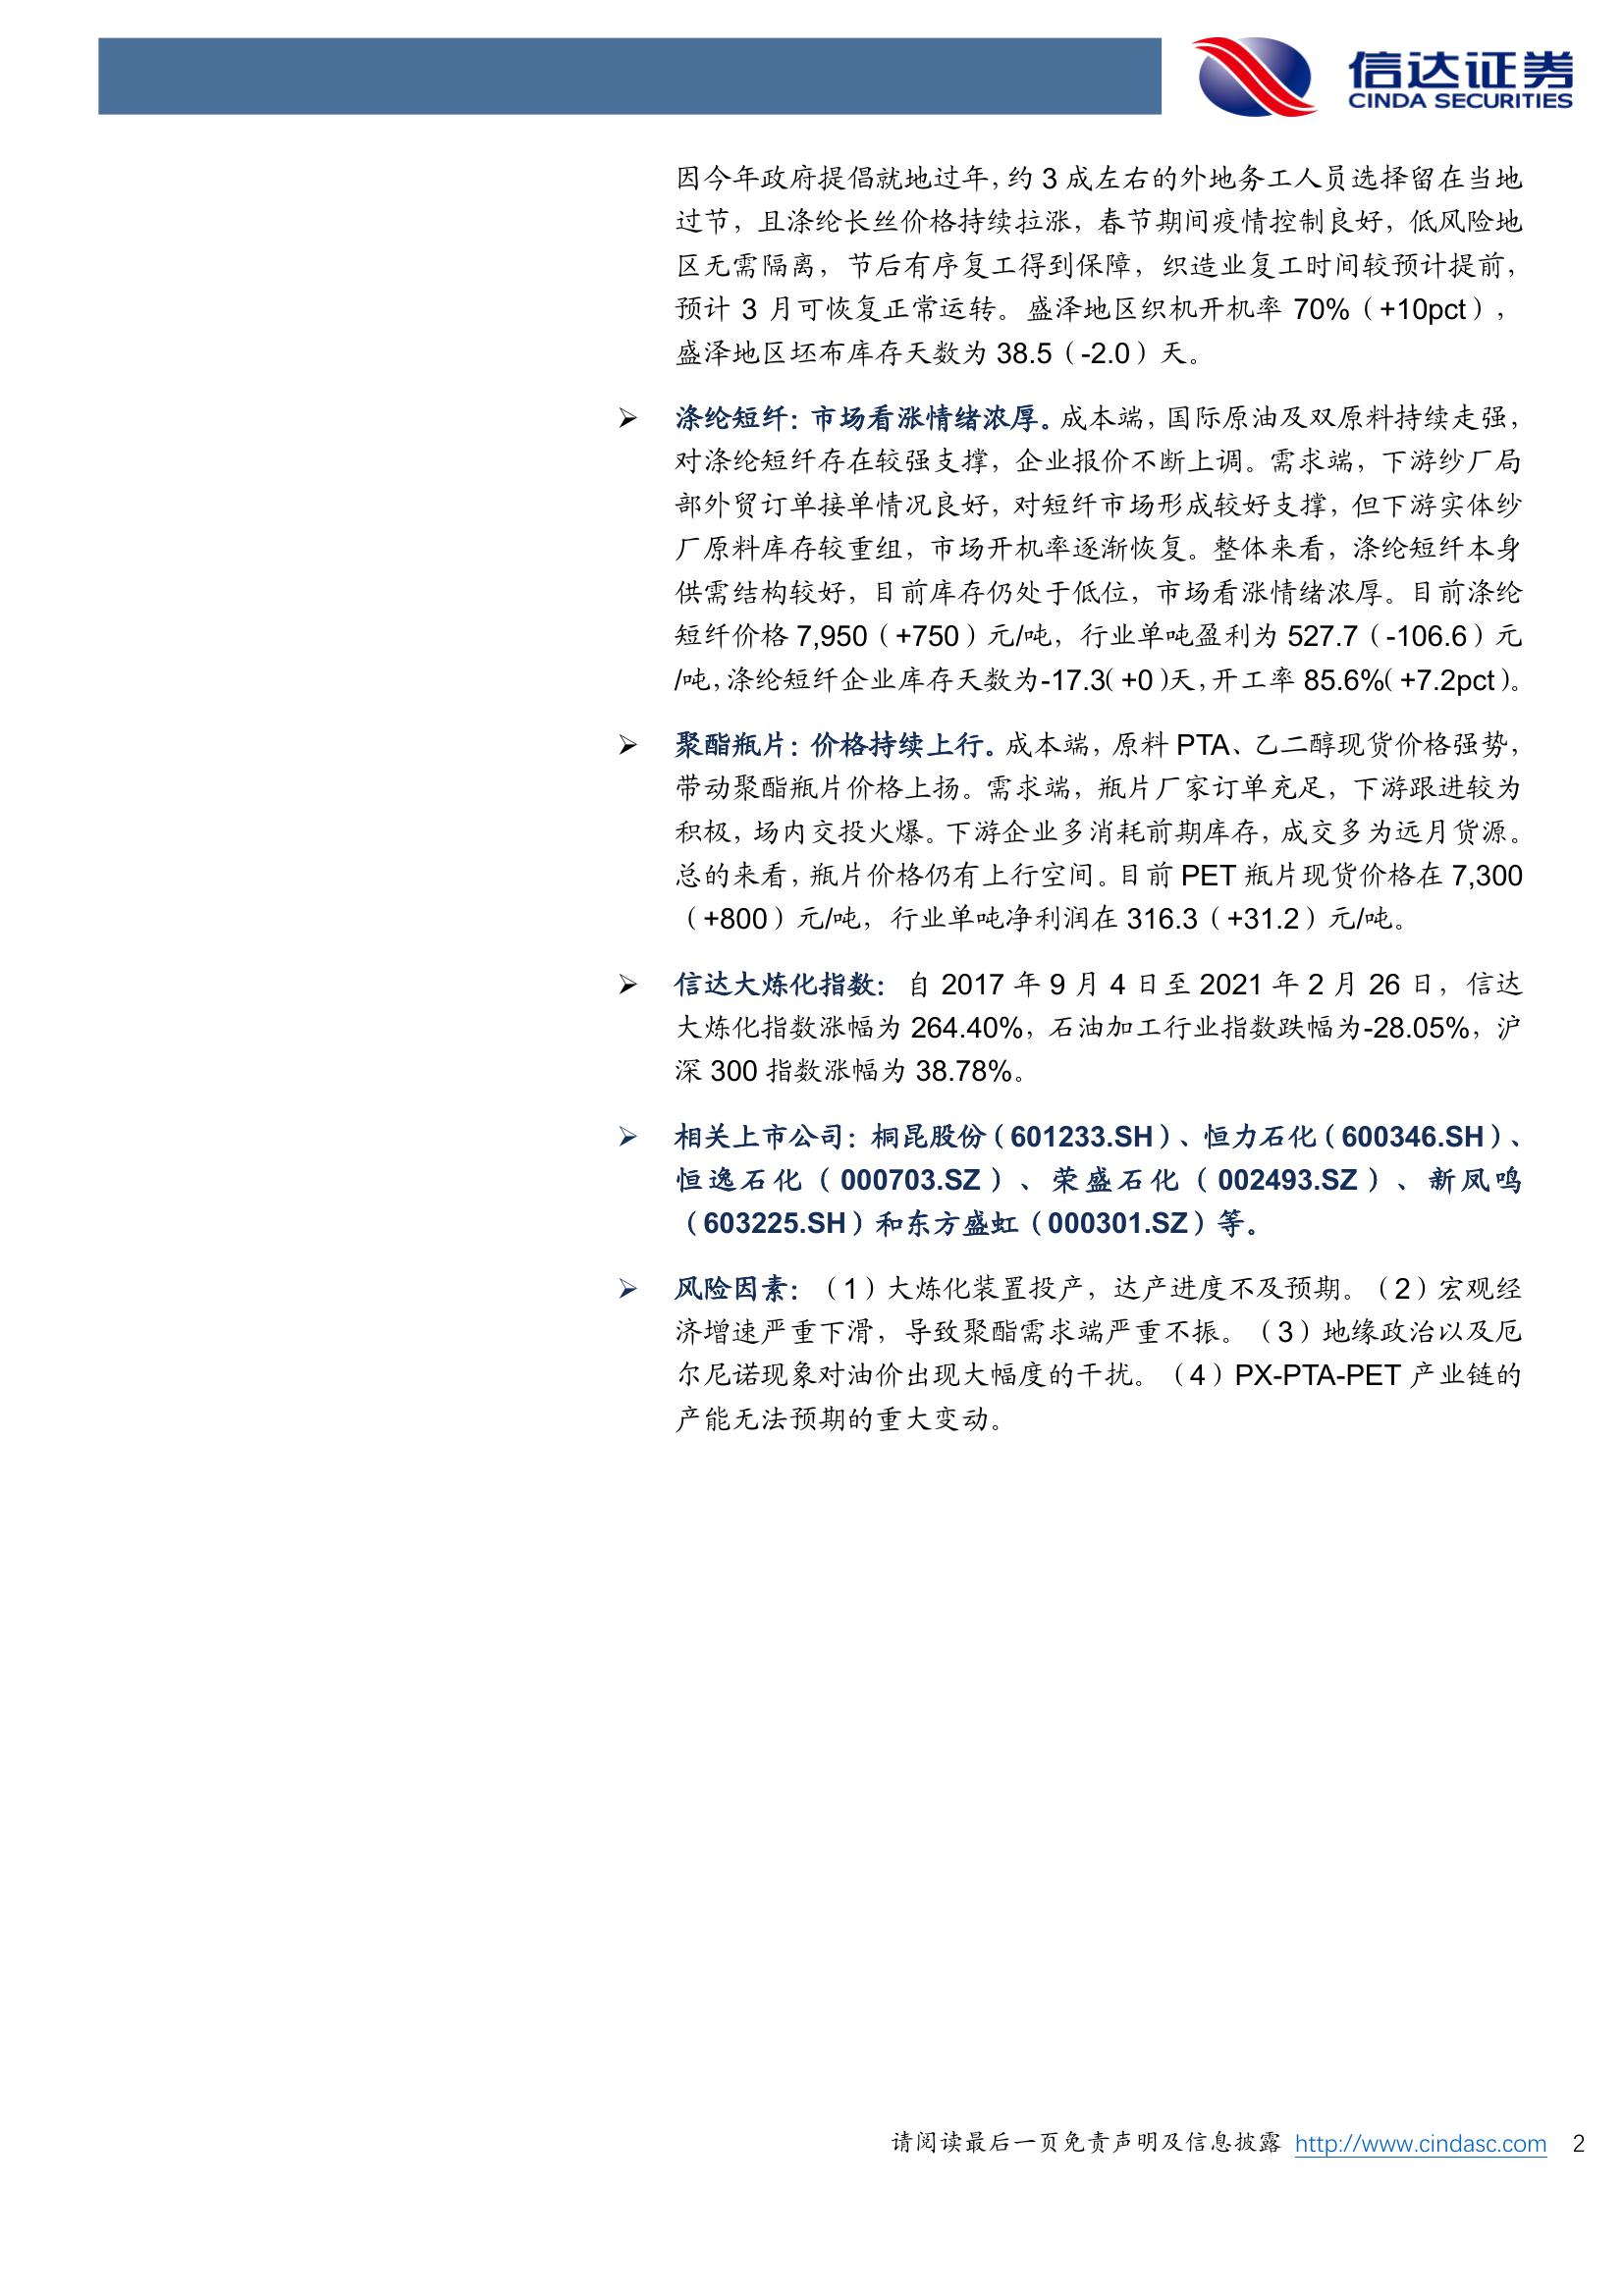 信达证券
CINDA SECURITIES
因今年政府提倡就地过年，约 3 成左右的外地务工人员选择留在当地
过节，且涤纶长丝价格持续拉涨，春节期间疫情控制良好，低风险地
区无需隔离，节后有序复工得到保障，织造业复工时间较预计提前，
预计 3 月可恢复正常运转。盛泽地区织机开机率 70%（+10pct），
盛泽地区坯布库存天数为 38.5（-2.0）天。
➢ 涤纶短纤：市场看涨情绪浓厚。成本端，国际原油及双原料持续走强，
对涤纶短纤存在较强支撑，企业报价不断上调。需求端，下游纱厂局
部外贸订单接单情况良好，对短纤市场形成较好支撑，但下游实体纱
厂原料库存较重组，市场开机率逐渐恢复。整体来看，涤纶短纤本身
供需结构较好，目前库存仍处于低位，市场看涨情绪浓厚。目前涤纶
短纤价格 7,950（+750）元/吨，行业单吨盈利为 527.7（-106.6）元
/吨，涤纶短纤企业库存天数为-17.3（+0）天，开工率 85.6%（+7.2pct）。
➢ 聚酯瓶片：价格持续上行。成本端，原料 PTA、乙二醇现货价格强势，
带动聚酯瓶片价格上扬。需求端，瓶片厂家订单充足，下游跟进较为
积极，场内交投火爆。下游企业多消耗前期库存，成交多为远月货源。
总的来看，瓶片价格仍有上行空间。目前 PET 瓶片现货价格在 7,300
（+800）元/吨，行业单吨净利润在 316.3（+31.2）元/吨。
➢ 信达大炼化指数：自 2017 年 9 月 4 日至 2021 年 2 月 26 日，信达
大炼化指数涨幅为 264.40%，石油加工行业指数跌幅为-28.05%，沪
深 300 指数涨幅为 38.78%。
➢ 相关上市公司：桐昆股份（601233.SH）、恒力石化（600346.SH）、
恒逸石化（000703.SZ）、荣盛石化（002493.SZ）、新凤鸣
（603225.SH）和东方盛虹（000301.SZ）等。
➢ 风险因素：（1）大炼化装置投产，达产进度不及预期。（2）宏观经
济增速严重下滑，导致聚酯需求端严重不振。（3）地缘政治以及厄
尔尼诺现象对油价出现大幅度的干扰。（4）PX-PTA-PET 产业链的
产能无法预期的重大变动。
请阅读最后一页免责声明及信息披露 http://www.cindasc.com 2